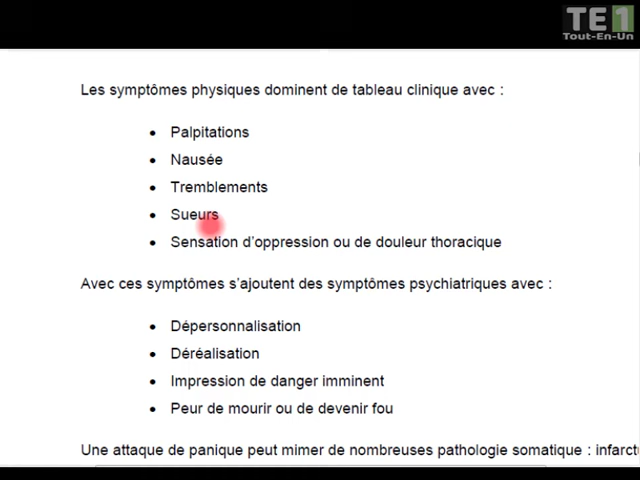 TE1
Tout-En-Un
Les symptômes physiques dominent de tableau clinique avec :
• Palpitations
• Nausée
• Tremblements
• Sueurs
• Sensation d'oppression ou de douleur thoracique
Avec ces symptômes s'ajoutent des symptômes psychiatriques avec :
• Dépersonnalisation
• Déréalisation
• Impression de danger imminent
• Peur de mourir ou de devenir fou
Une attaque de panique peut mimer de nombreuses pathologie somatique :